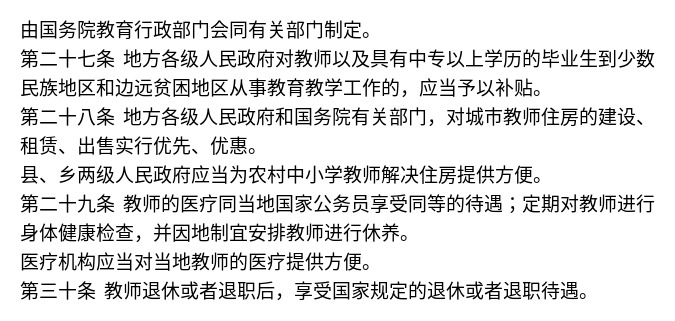 由国务院教育行政部门会同有关部门制定。
第二十七条 地方各级人民政府对教师以及具有中专以上学历的毕业生到少数
民族地区和边远贫困地区从事教育教学工作的，应当予以补贴。
第二十八条 地方各级人民政府和国务院有关部门，对城市教师住房的建设、
租赁、出售实行优先、优惠。
县、乡两级人民政府应当为农村中小学教师解决住房提供方便。
第二十九条 教师的医疗同当地国家公务员享受同等的待遇；定期对教师进行
身体健康检查，并因地制宜安排教师进行休养。
医疗机构应当对当地教师的医疗提供方便。
第三十条 教师退休或者退职后，享受国家规定的退休或者退职待遇。